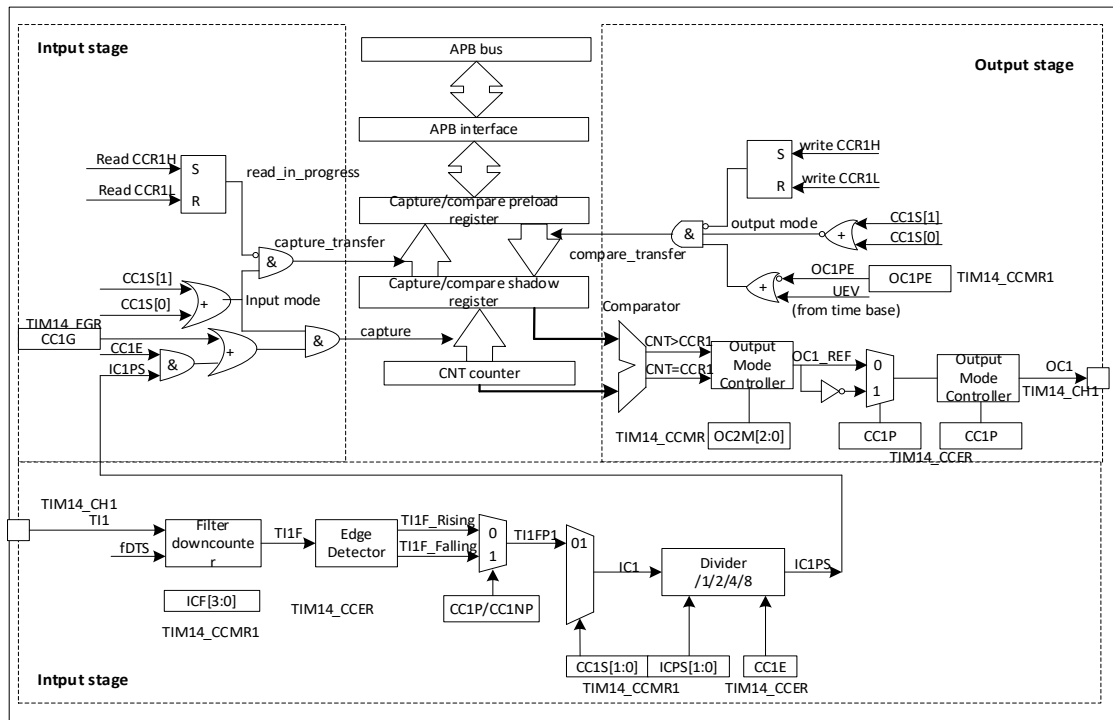 Intput stage
APB bus
Output stage
APB interface
Read CCR1H
S
Read CCR1L
R
read_in_progress
S
write CCR1H
R
write CCR1L
Capture/compare preload
register
output mode
CC1S[1]
CC1S[0]
+
&
capture_transfer
&
compare_transfer
CC1S[1]
CC1S[0]
+
Input mode
Capture/compare shadow
register
+
OC1PE
OC1PE
TIM14_CCMR1
UEV
(from time base)
TIM14_EGR
CC1G
CC1E
IC1PS
&
+
&
capture
CNT counter
Comparator
CNT>CCR1
CNT=CCR1
Output Mode
Controller
OC1_REF
0
1
Output
Mode
Controller
OC1
TIM14_CH1
TIM14_CCMR
OC2M[2:0]
CC1P
CC1P
TIM14_CCER
TIM14_CH1
TI1
fDTS
Filter
downcounte
r
TI1F
Edge
Detector
TI1F_Rising
TI1F_Falling
0
1
TI1FP1
01
IC1
Divider
/1/2/4/8
IC1PS
ICF[3:0]
TIM14_CCMR1
TIM14_CCER
CC1P/CC1NP
CC1S[1:0]
ICPS[1:0]
CC1E
TIM14_CCMR1
TIM14_CCER
Intput stage